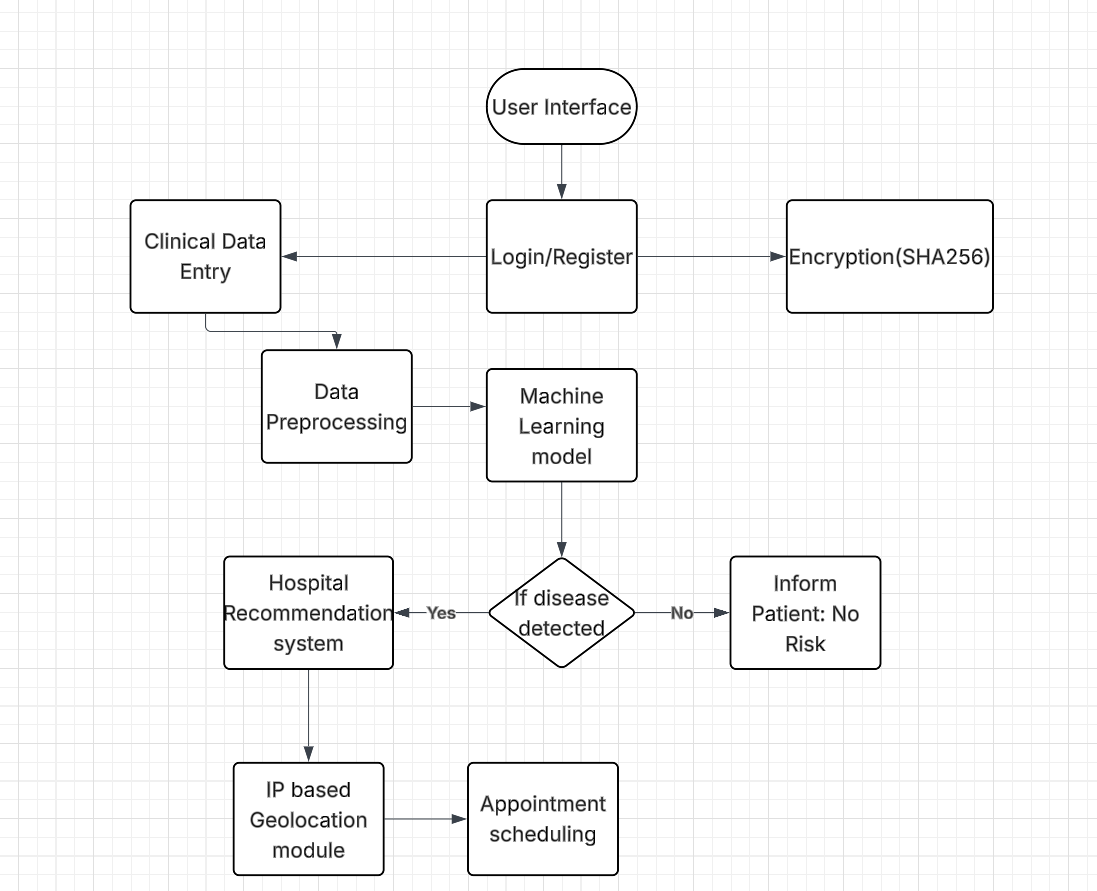 User Interface
Clinical Data
Entry
Login/Register
Encryption(SHA256)
Data
Preprocessing
Machine
Learning
model
Hospital
Recommendation
system
Yes
If disease
detected
No
Inform
Patient: No
Risk
IP based
Geolocation
module
Appointment
scheduling